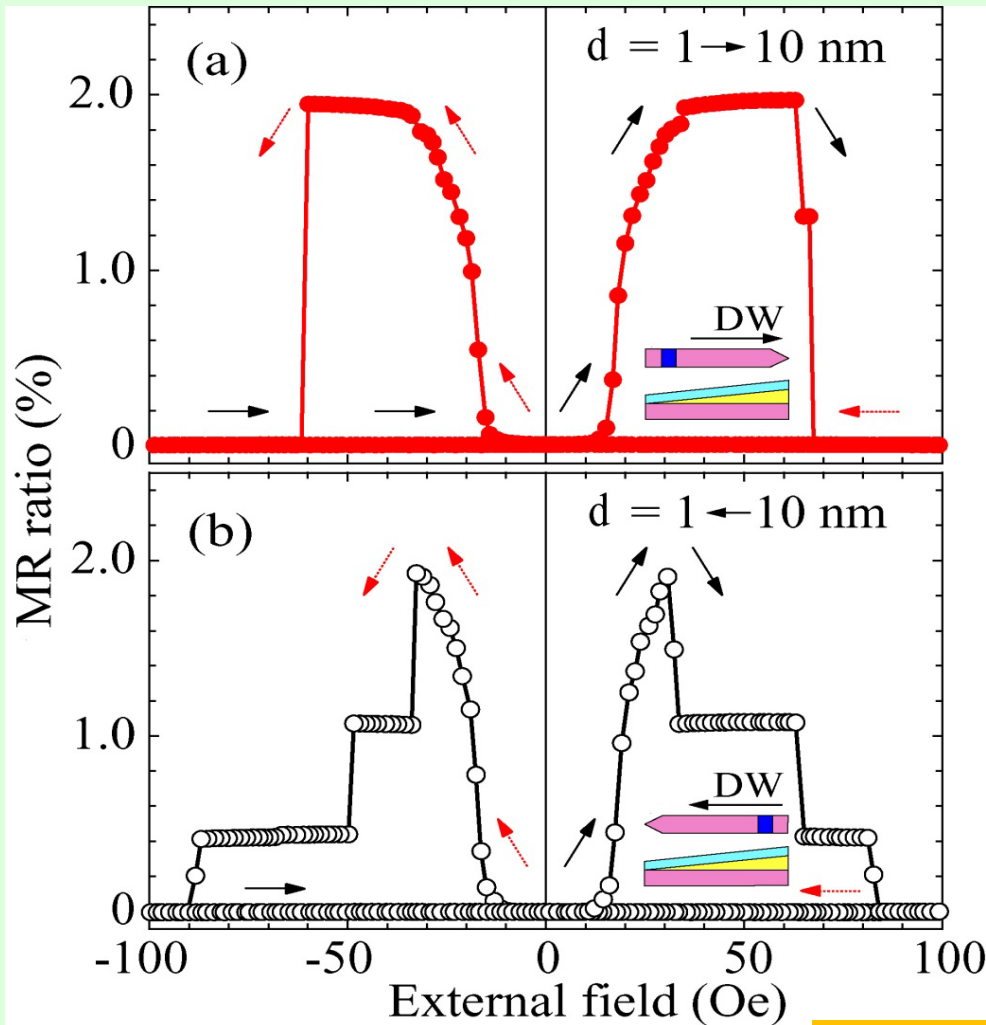 (a)
d = 1→10 nm
2.0
1.0
0
DW
MR ratio (%)
(b)
d = 1←10 nm
2.0
1.0
0
DW
-100
-50
0
50
100
External field (Oe)